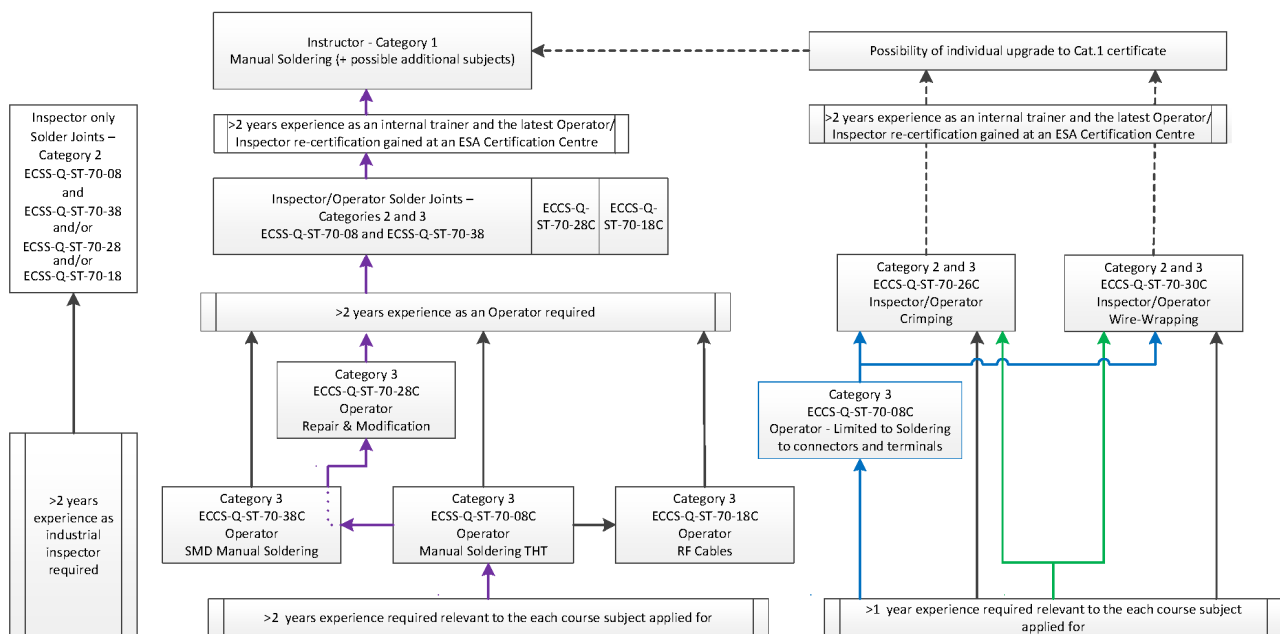 Instructor - Category 1
Manual Soldering (+ possible additional subjects)
Possibility of individual upgrade to Cat.1 certificate
Inspector only
Solder Joints –
Category 2
ECSS-Q-ST-70-08
and
ECSS-Q-ST-70-38
and/or
ECSS-Q-ST-70-28
and/or
ECSS-Q-ST-70-18
>2 years experience as an internal trainer and the latest Operator/
Inspector re-certification gained at an ESA Certification Centre
>2 years experience as an internal trainer and the latest Operator/
Inspector re-certification gained at an ESA Certification Centre
Inspector/Operator Solder Joints –
Categories 2 and 3
ECSS-Q-ST-70-08 and ECSS-Q-ST-70-38
ECCS-Q-
ST-70-28C
ECCS-Q-
ST-70-18C
Category 2 and 3
ECCS-Q-ST-70-26C
Inspector/Operator
Crimping
Category 2 and 3
ECCS-Q-ST-70-30C
Inspector/Operator
Wire-Wrapping
>2 years experience as an Operator required
Category 3
ECCS-Q-ST-70-28C
Operator
Repair & Modification
Category 3
ECCS-Q-ST-70-08C
Operator - Limited to Soldering
to connectors and terminals
>2 years
experience as
industrial
inspector
required
Category 3
ECCS-Q-ST-70-38C
Operator
SMD Manual Soldering
Category 3
ECSS-Q-ST-70-08C
Operator
Manual Soldering THT
Category 3
ECCS-Q-ST-70-18C
Operator
RF Cables
>2 years experience required relevant to the each course subject applied for
>1 year experience required relevant to the each course subject
applied for